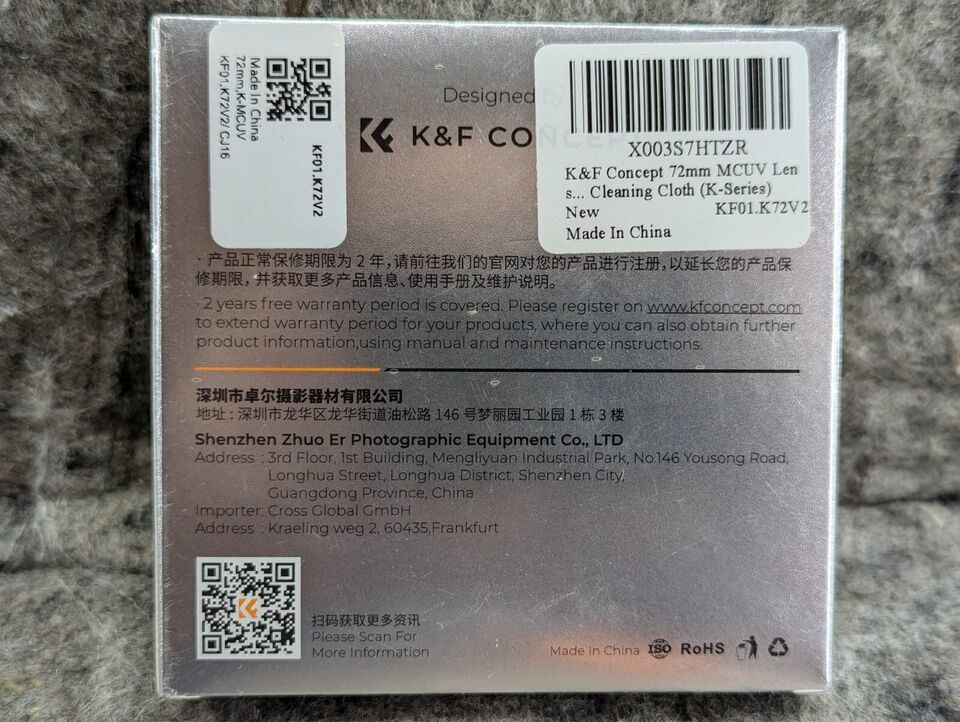 Made In China
72mm,K-MCUV
KF01.K72V2/ CJ16
KF01.K72V2
Designed by
K&F CONCEP
X003S7HTZR
K&F Concept 72mm MCUV Len
s... Cleaning Cloth (K-Series)
New KF01.K72V2
Made In China
· 产品正常保修期限为 2 年，请前往我们的官网对您的产品进行注册，以延长您的产品保
修期限，并获取更多产品信息、使用手册及维护说明。
· 2 years free warranty period is covered. Please register on www.kfconcept.com
to extend warranty period for your products, where you can also obtain further
product information,using manual and maintenance instructions.
深圳市卓尔摄影器材有限公司
地址 : 深圳市龙华区龙华街道油松路 146 号梦丽园工业园 1 栋 3 楼
Shenzhen Zhuo Er Photographic Equipment Co., LTD
Address : 3rd Floor, 1st Building, Mengliyuan Industrial Park, No.146 Yousong Road,
Longhua Street, Longhua District, Shenzhen City,
Guangdong Province, China
Importer: Cross Global GmbH
Address : Kraeling weg 2, 60435,Frankfurt
扫码获取更多资讯
Please Scan For
More Information
Made In China ISO RoHS